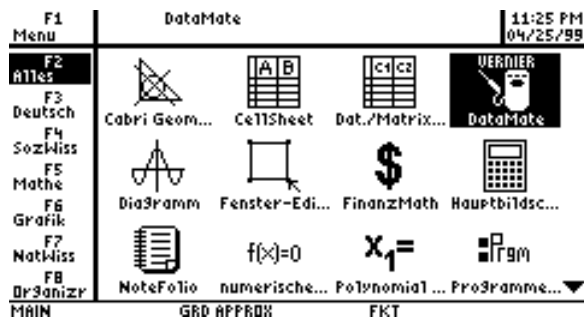 F1
Menu
DataMate
11:25 PM
04/25/99
F2
Alles
F3
Deutsch
F4
SozWiss
F5
Mathe
F6
Grafik
F7
NatWiss
F8
Organizr
A B
C1 C2
VERNIER
Cabri Geom... CellSheet Dat./Matrix... DataMate
$
Diagramm Fenster-Edi... FinanzMath Hauptbildsc...
f(x)=0 X1= Prgm
NoteFolio numerische... Polynomial ... Programme...
MAIN GRD APPROX FKT